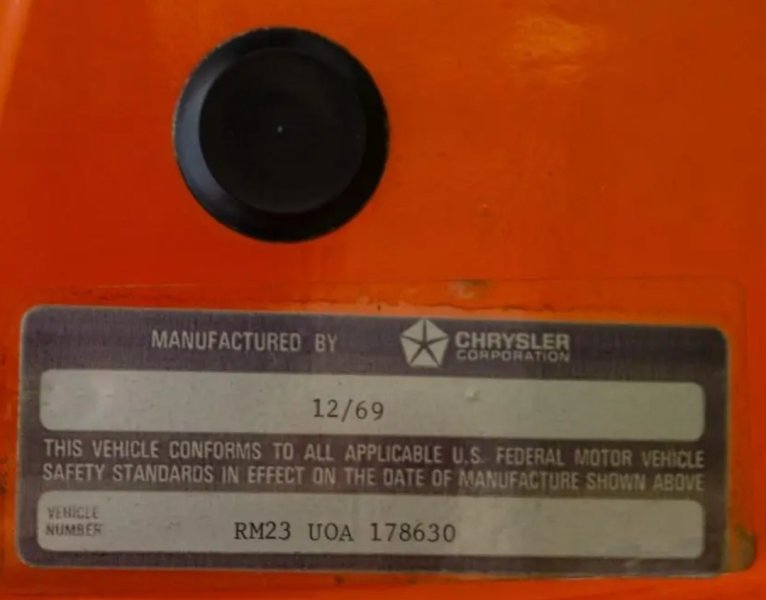 MANUFACTURED BY CHRYSLER CORPORATION
12/69
THIS VEHICLE CONFORMS TO ALL APPLICABLE U.S. FEDERAL MOTOR VEHICLE
SAFETY STANDARDS IN EFFECT ON THE DATE OF MANUFACTURE SHOWN ABOVE
VEHICLE
NUMBER RM23 UOA 178630